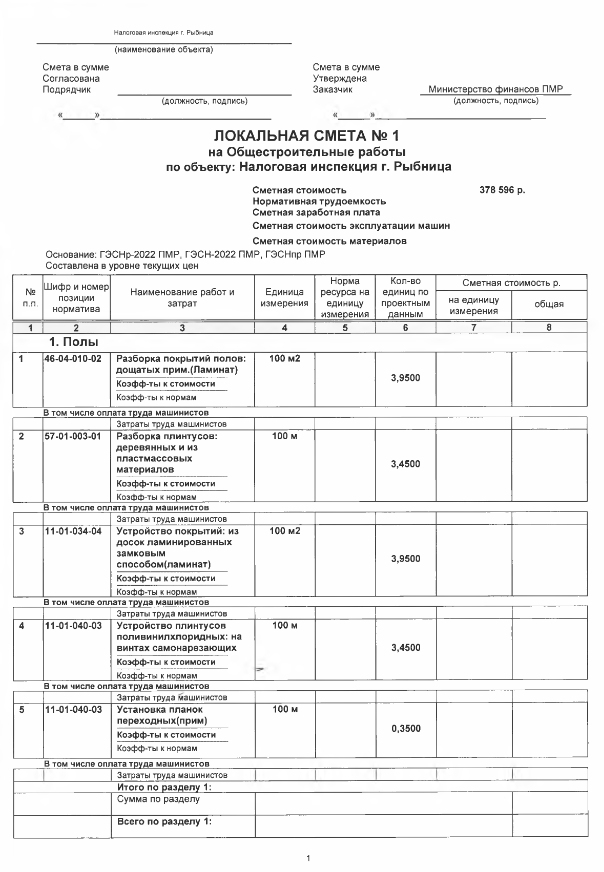 Налоговая инспекция г. Рыбница
(наименование объекта)
Смета в сумме
Согласована
Подрядчик
(должность, подпись)
«______»
Смета в сумме
Утверждена
Заказчик Министерство финансов ПМР
(должность, подпись)
«______»
ЛОКАЛЬНАЯ СМЕТА № 1
на Общестроительные работы
по объекту: Налоговая инспекция г. Рыбница
Сметная стоимость 378 596 р.
Нормативная трудоемкость
Сметная заработная плата
Сметная стоимость эксплуатации машин
Сметная стоимость материалов
Основание: ГЭСНр-2022 ПМР, ГЭСН-2022 ПМР, ГЭСНпр ПМР
Составлена в уровне текущих цен
№ п.п.
Шифр и номер позиции норматива
Наименование работ и затрат
Единица измерения
Норма ресурса на единицу измерения
Кол-во единиц по проектным данным
Сметная стоимость р.
на единицу измерения
общая
1 2 3 4 5 6 7 8
1. Полы
1 46-04-010-02 Разборка покрытий полов: 100 м2
дощатых прим.(Ламинат}
3,9500
Коэфф-ты к стоимости
Коэфф-ты к нормам
В том числе оплата труда машинистов
Затраты труда машинистов
2 57-01-003-01 Разборка плинтусов: 100 м
деревянных и из
пластмассовых
материалов
3,4500
Коэфф-ты к стоимости
Коэфф-ты к нормам
В том числе оплата труда машинистов
Затраты труда машинистов
3 11-01-034-04 Устройство покрытий: из 100 м2
досок ламинированных
замковым
способом(ламинат)
3,9500
Коэфф-ты к стоимости
Коэфф-ты к нормам
В том числе оплата труда машинистов
Затраты труда машинистов
4 11-01-040-03 Устройство плинтусов 100 м
поливинилхлоридных: на
винтах самонарезающих
3,4500
Коэфф-ты к стоимости
Коэфф-ты к нормам
В том числе оплата труда машинистов
Затраты труда машинистов
5 11-01-040-03 Установка планок 100 м
переходных(прим)
0,3500
Коэфф-ты к стоимости
Коэфф-ты к нормам
В том числе оплата труда машинистов
Затраты труда машинистов
Итого по разделу 1:
Сумма по разделу
Всего по разделу 1:
1